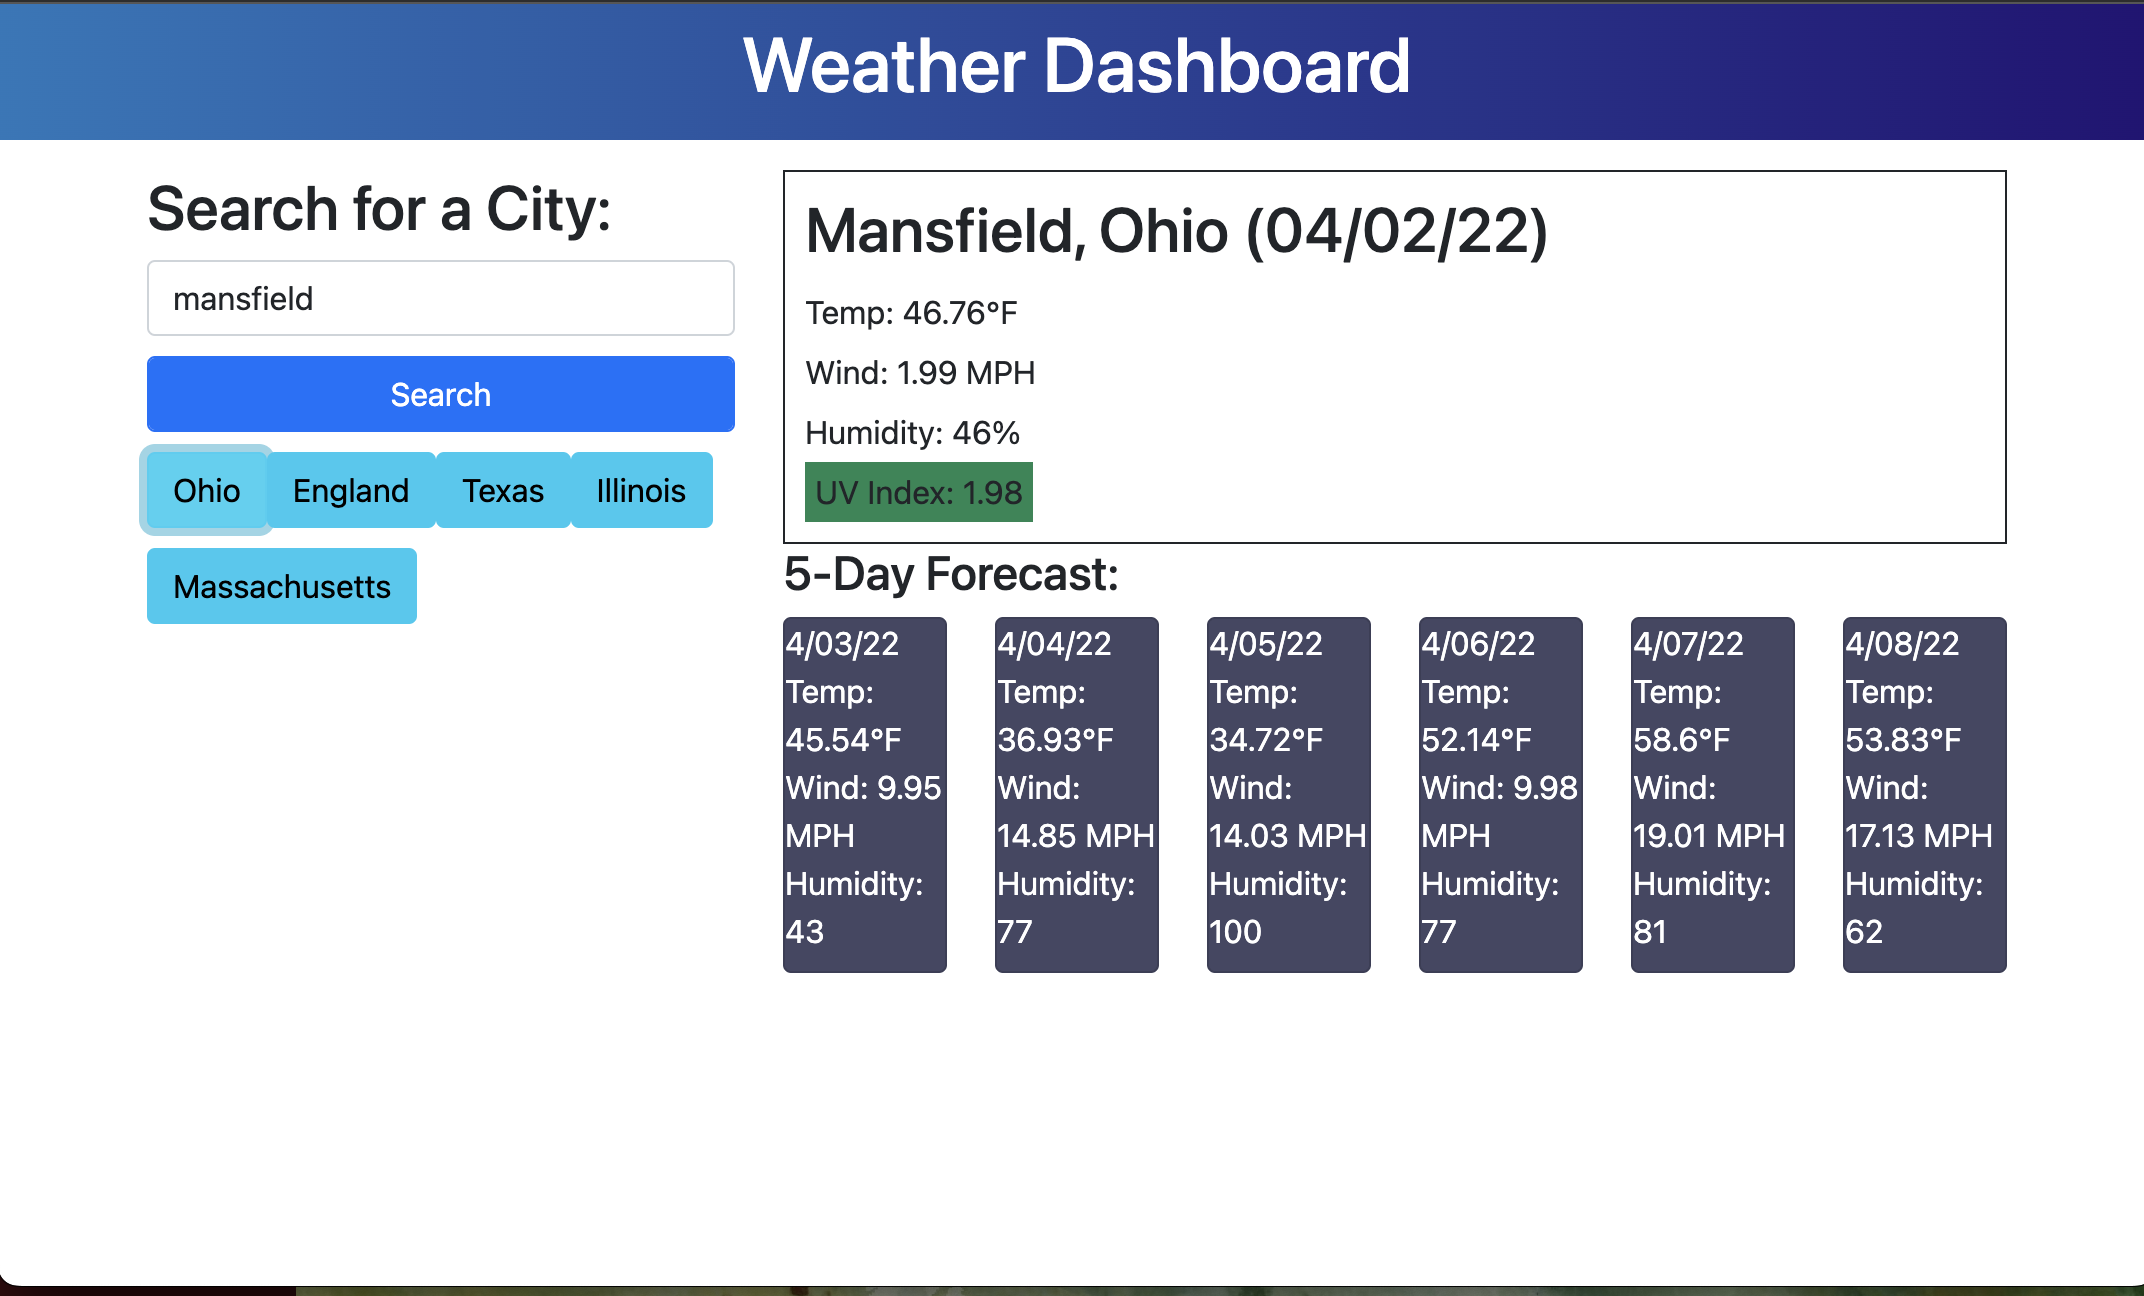 Weather Dashboard
Search for a City:
mansfield
Search
Ohio
England
Texas
Illinois
Massachusetts
Mansfield, Ohio (04/02/22)
Temp: 46.76°F
Wind: 1.99 MPH
Humidity: 46%
UV Index: 1.98
5-Day Forecast:
4/03/22
Temp:
45.54°F
Wind: 9.95
MPH
Humidity:
43
4/04/22
Temp:
36.93°F
Wind:
14.85 MPH
Humidity:
77
4/05/22
Temp:
34.72°F
Wind:
14.03 MPH
Humidity:
100
4/06/22
Temp:
52.14°F
Wind: 9.98
MPH
Humidity:
77
4/07/22
Temp:
58.6°F
Wind:
19.01 MPH
Humidity:
81
4/08/22
Temp:
53.83°F
Wind:
17.13 MPH
Humidity:
62